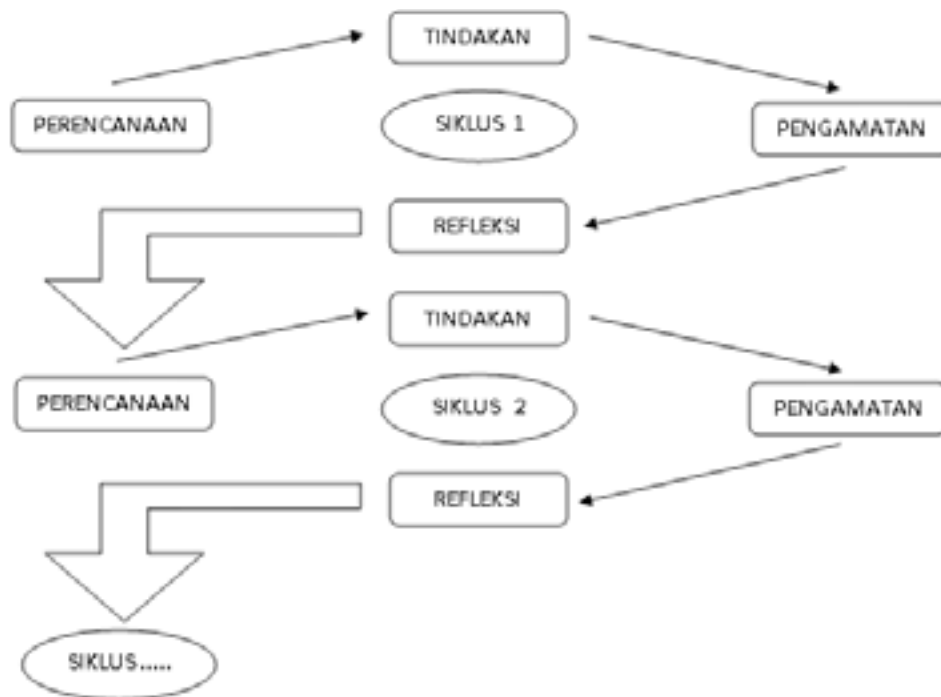 TINDAKAN
PERENCANAAN
SIKLUS 1
PENGAMATAN
REFLEKSI
TINDAKAN
PERENCANAAN
SIKLUS 2
PENGAMATAN
REFLEKSI
SIKLUS.....